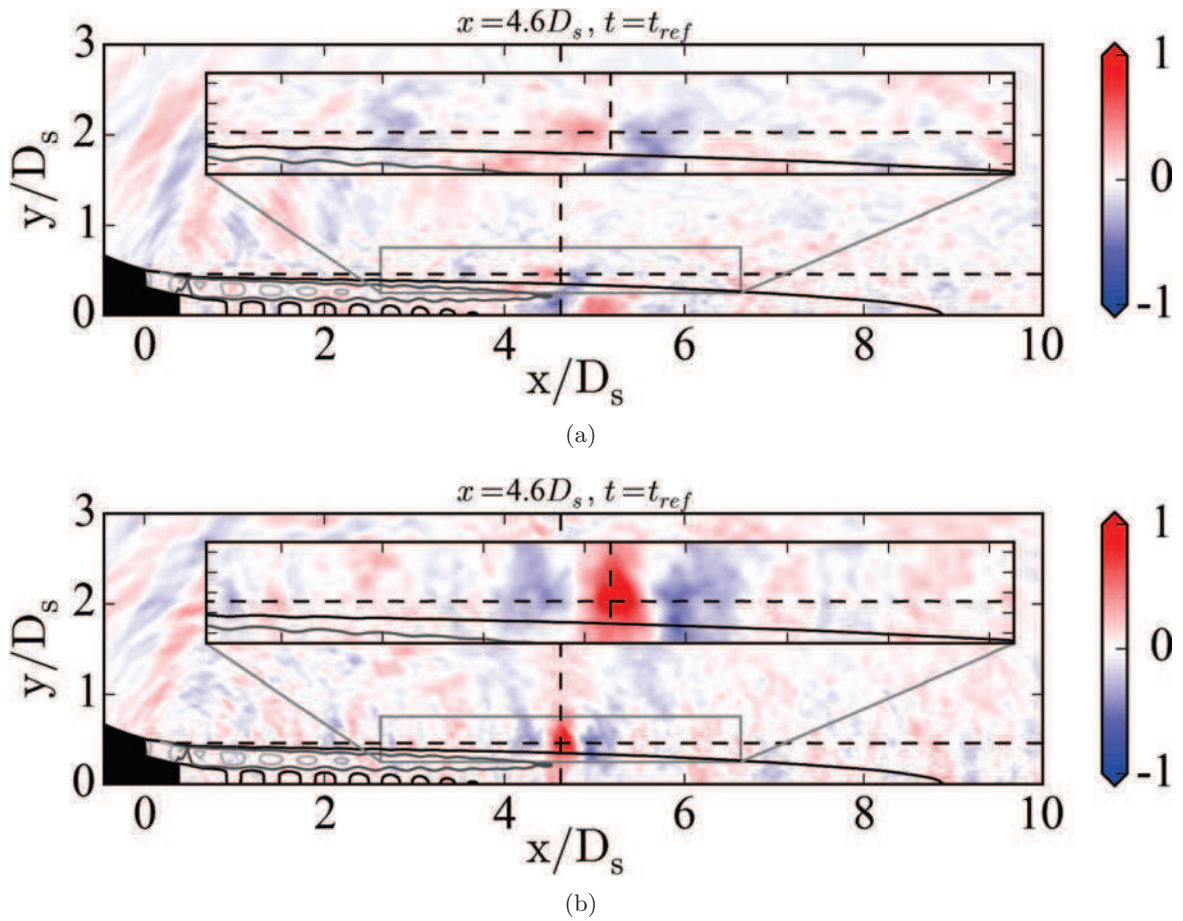 x=4.6D_s, t=t_ref
3
2
1
0
y/D_s
0 2 4 6 8 10
x/D_s
1
0
-1
(a)
x=4.6D_s, t=t_ref
3
2
1
0
y/D_s
0 2 4 6 8 10
x/D_s
1
0
-1
(b)